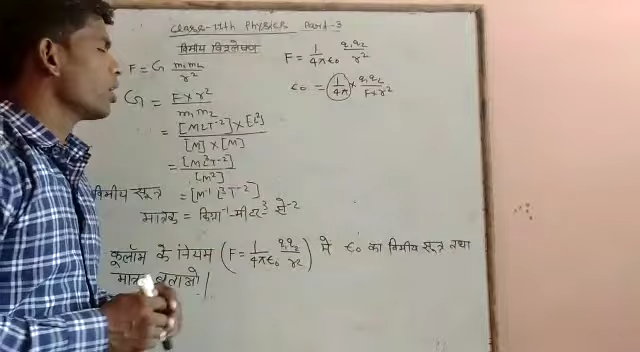 Class-11th Physics Part-3
विमीय विश्लेषण
F = G m₁m₂/r²
G = F×r²/m₁m₂
= [MLT⁻²]×[L²]/[M]×[M]
= [ML³T⁻²]/[M²]
विमीय सूत्र = [M⁻¹L³T⁻²]
मात्रक = किग्रा⁻¹-मीटर³-से⁻²
F = 1/4πε₀ q₁q₂/r²
ε₀ = (1/4π)× q₁q₂/F×r²
कूलॉम के नियम (F = 1/4πε₀ q₁q₂/r²) में ε₀ का विमीय सूत्र तथा
मात्रक बताओ।